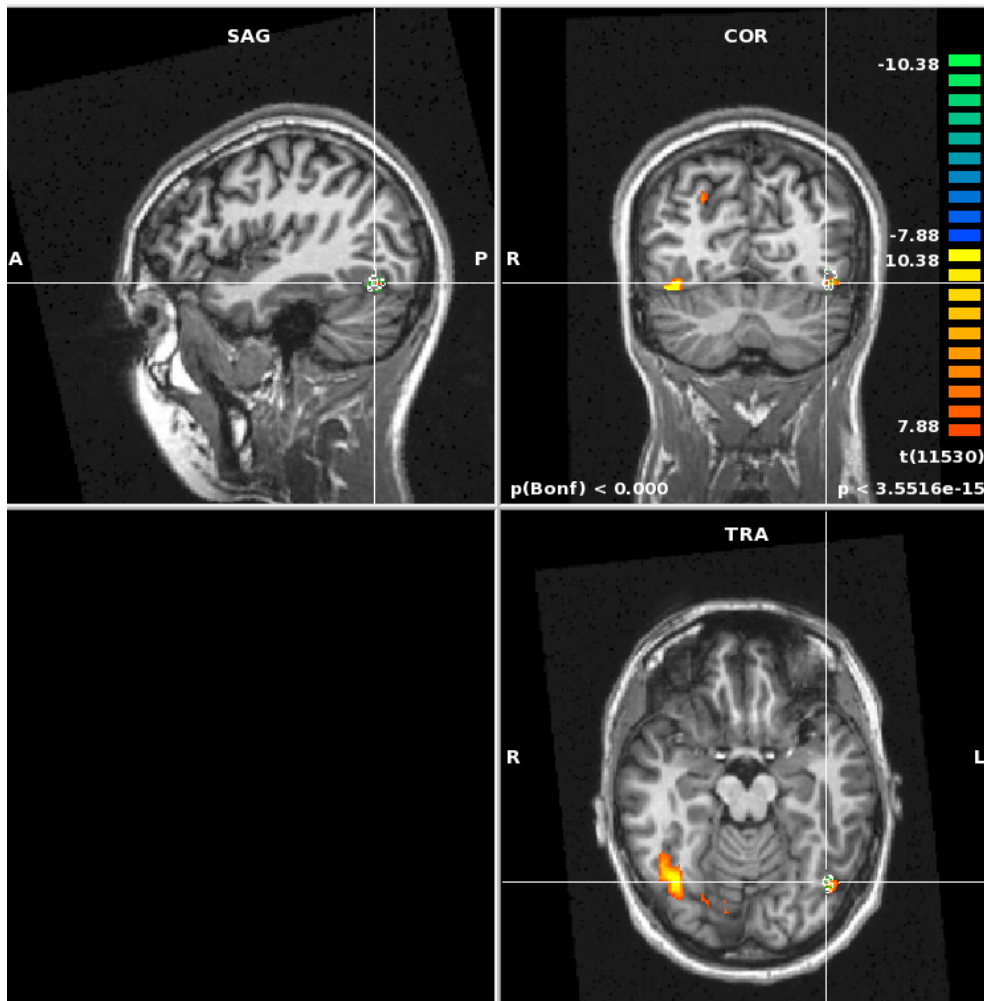 SAG
A
P
COR
R
-10.38
-7.88
10.38
7.88
t(11530)
p(Bonf) < 0.000
p < 3.5516e-15
TRA
R
L